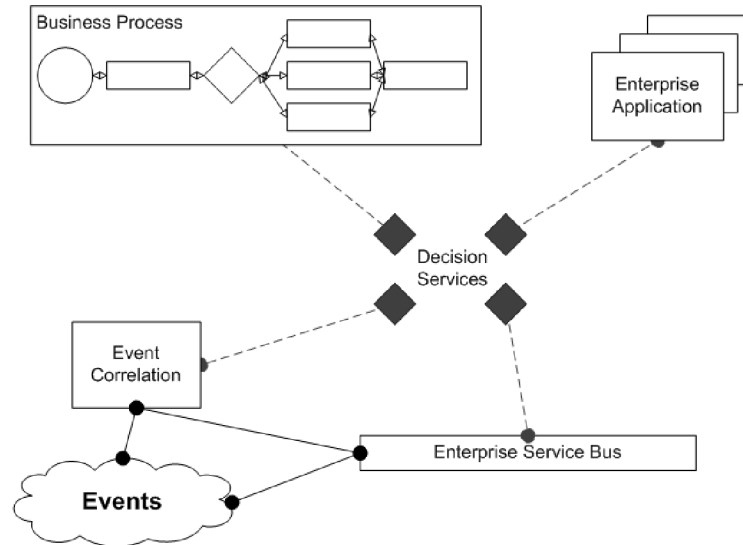 Business Process
Enterprise
Application
Decision
Services
Event
Correlation
Enterprise Service Bus
Events